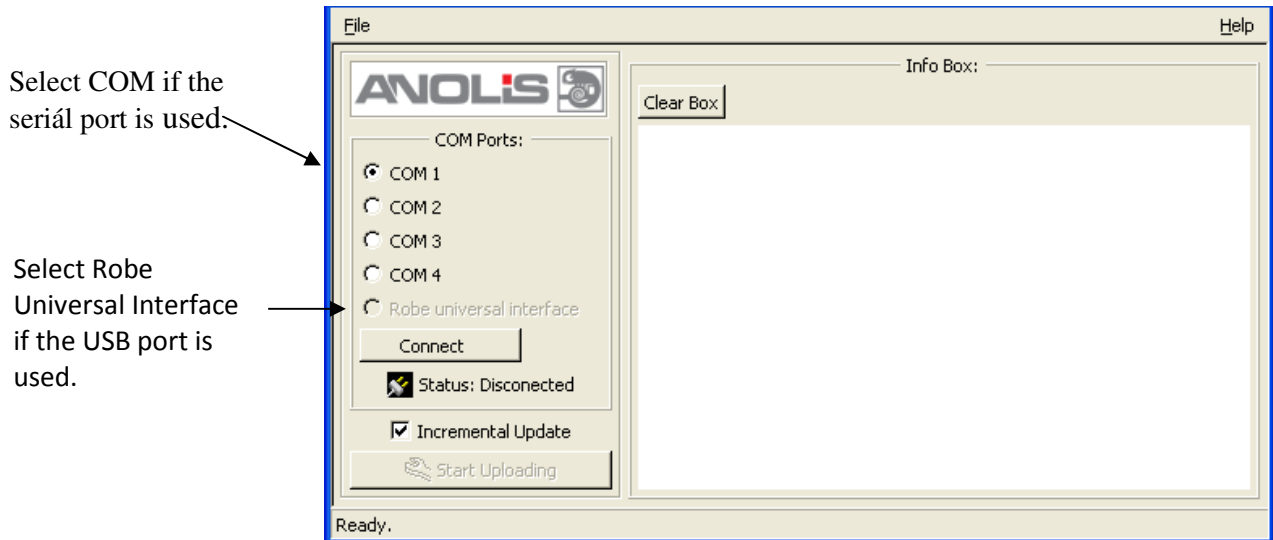 File
Help
Select COM if the
seriál port is used.
Select Robe
Universal Interface
if the USB port is
used.
ANOLiS
COM Ports:
COM 1
COM 2
COM 3
COM 4
Robe universal interface
Connect
Status: Disconected
Incremental Update
Start Uploading
Info Box:
Clear Box
Ready.